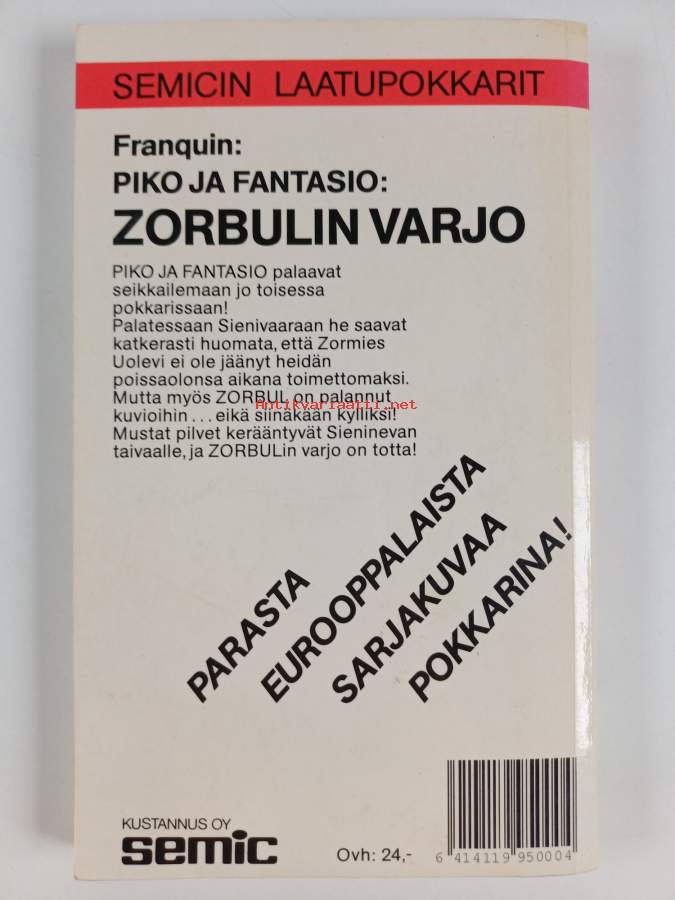 SEMICIN LAATUPOKKARIT
Franquin:
PIKO JA FANTASIO:
ZORBULIN VARJO
PIKO JA FANTASIO palaavat
seikkailemaan jo toisessa
pokkarissaan!
Palatessaan Sienivaaraan he saavat
katkerasti huomata, että Zormies
Uolevi ei ole jäänyt heidän
poissaolonsa aikana toimettomaksi.
Mutta myös ZORBUL on palannut
Antikvariaatti.net
kuvioihin...eikä siinäkään kylliksi!
Mustat pilvet kerääntyvät Sieninevan
taivaalle, ja ZORBULin varjo on totta!
PARASTA
EUROOPPALAISTA
SARJAKUVAA
POKKARINA!
KUSTANNUS OY
semic
Ovh: 24,-
6 414119 950004